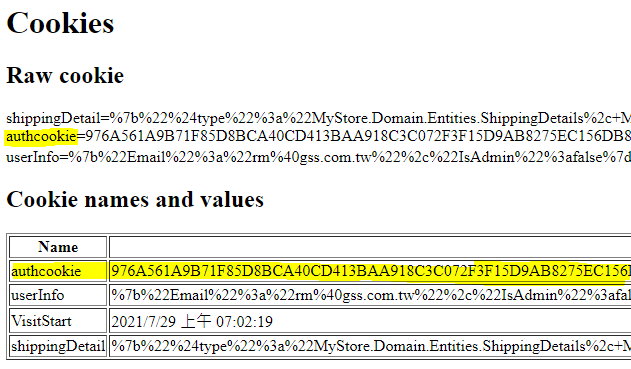 Cookies
Raw cookie
shippingDetail=%7b%22%24type%22%3a%22MyStore.Domain.Entities.ShippingDetails%2c+M
authcookie=976A561A9B71F85D8BCA40CD413BAA918C3C072F3F15D9AB8275EC156DB8
userInfo=%7b%22Email%22%3a%22rm%40gss.com.tw%22%2c%22IsAdmin%22%3afalse%7d
Cookie names and values
Name
authcookie 976A561A9B71F85D8BCA40CD413BAA918C3C072F3F15D9AB8275EC156
userInfo %7b%22Email%22%3a%22rm%40gss.com.tw%22%2c%22IsAdmin%22%3afal
VisitStart 2021/7/29 上午 07:02:19
shippingDetail %7b%22%24type%22%3a%22MyStore.Domain.Entities.ShippingDetails%2c+M